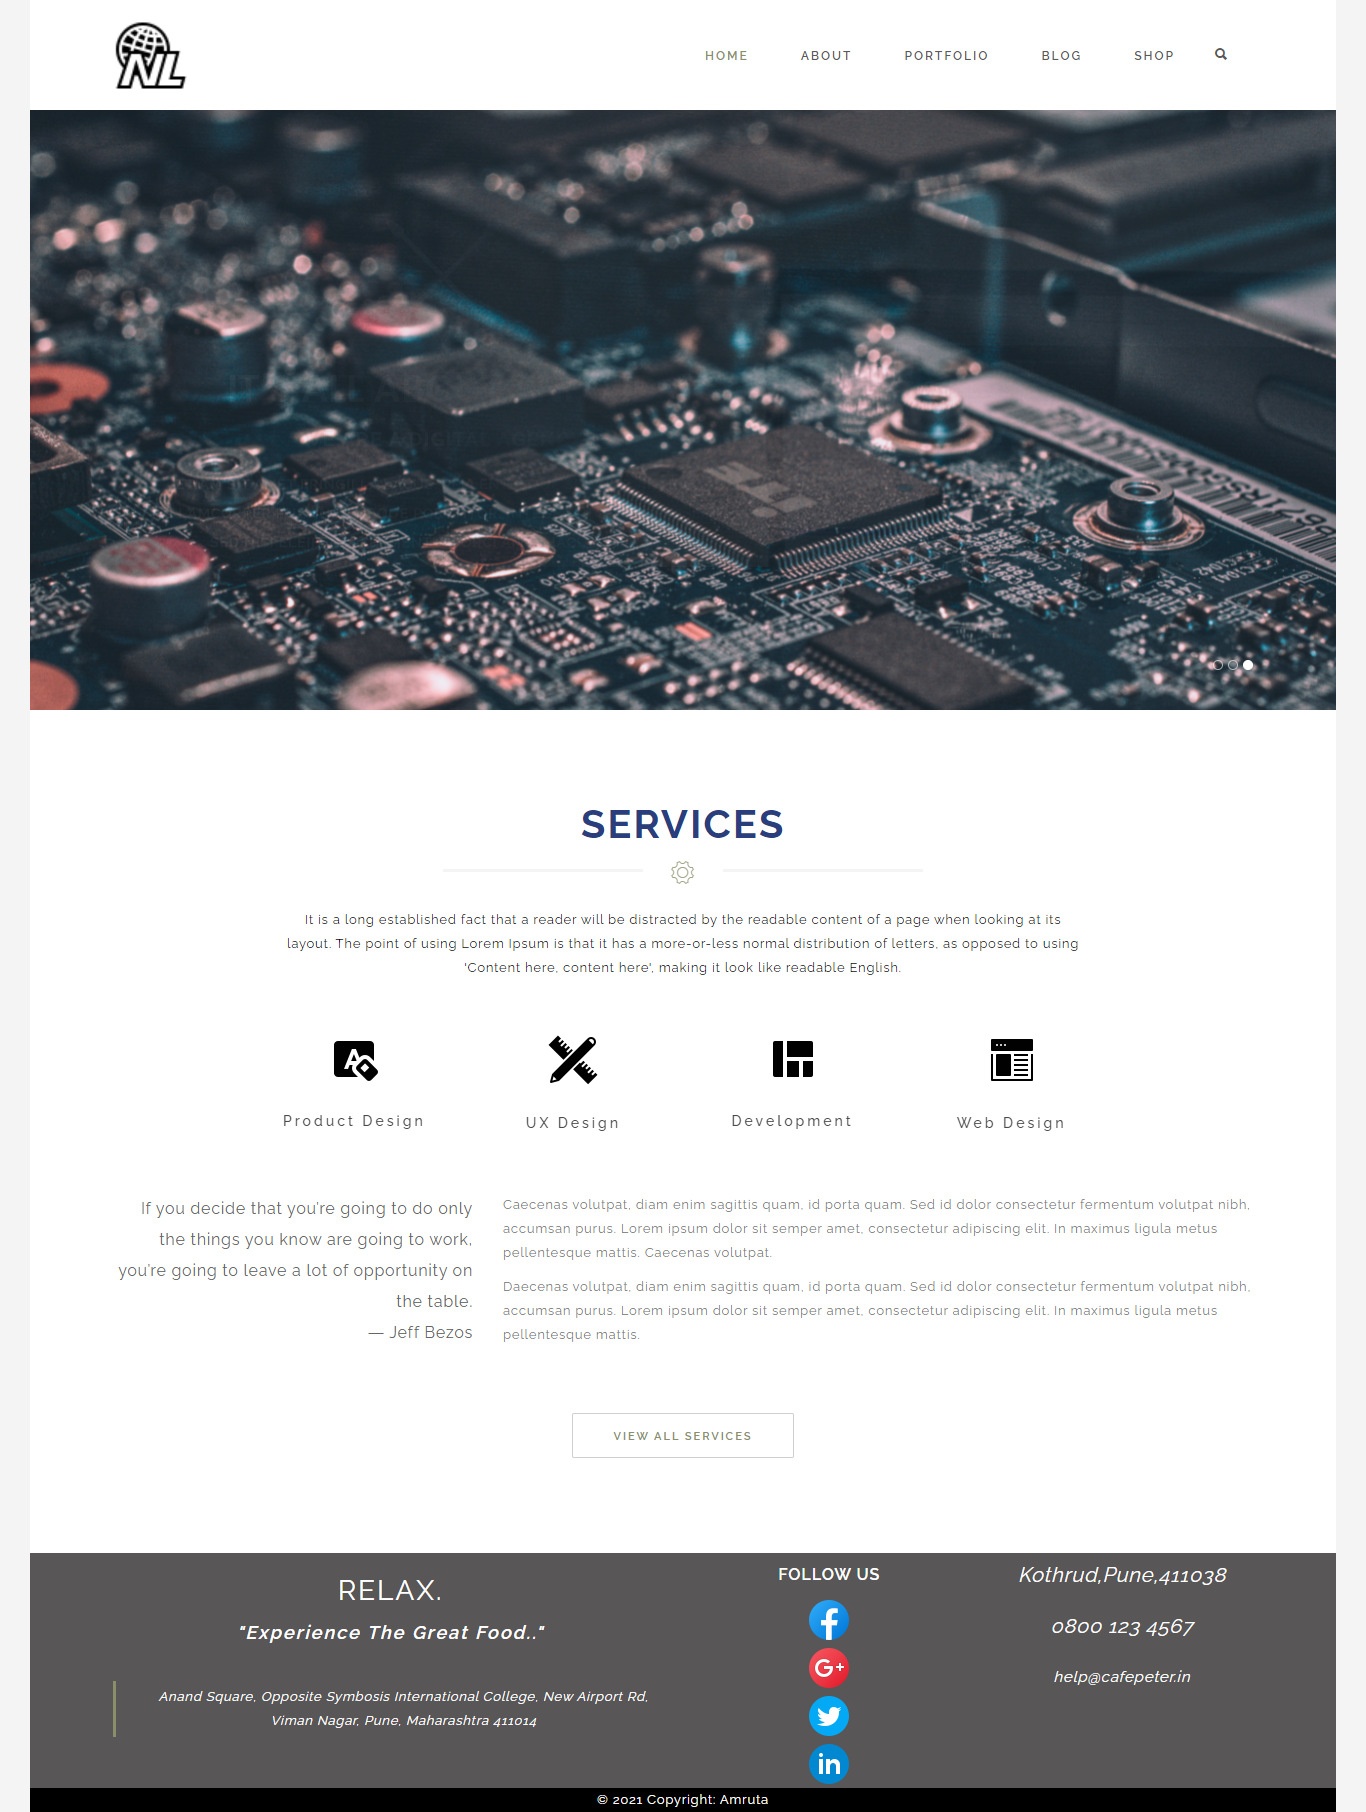 NL
HOME ABOUT PORTFOLIO BLOG SHOP
SERVICES
It is a long established fact that a reader will be distracted by the readable content of a page when looking at its
layout. The point of using Lorem Ipsum is that it has a more-or-less normal distribution of letters, as opposed to using
'Content here, content here', making it look like readable English.
Product Design UX Design Development Web Design
If you decide that you're going to do only
the things you know are going to work,
you're going to leave a lot of opportunity on
the table.
— Jeff Bezos
Caecenas volutpat, diam enim sagittis quam, id porta quam. Sed id dolor consectetur fermentum volutpat nibh,
accumsan purus. Lorem ipsum dolor sit semper amet, consectetur adipiscing elit. In maximus ligula metus
pellentesque mattis. Caecenas volutpat.
Daecenas volutpat, diam enim sagittis quam, id porta quam. Sed id dolor consectetur fermentum volutpat nibh,
accumsan purus. Lorem ipsum dolor sit semper amet, consectetur adipiscing elit. In maximus ligula metus
pellentesque mattis.
VIEW ALL SERVICES
RELAX.
"Experience The Great Food.."
Anand Square, Opposite Symbosis International College, New Airport Rd,
Viman Nagar, Pune, Maharashtra 411014
FOLLOW US
Kothrud,Pune,411038
0800 123 4567
help@cafepeter.in
© 2021 Copyright: Amruta